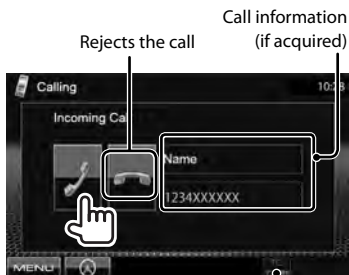 Call information
(if acquired)
Rejects the call
Calling
10:28
Incoming Call
Name
1234XXXXXX
MENU